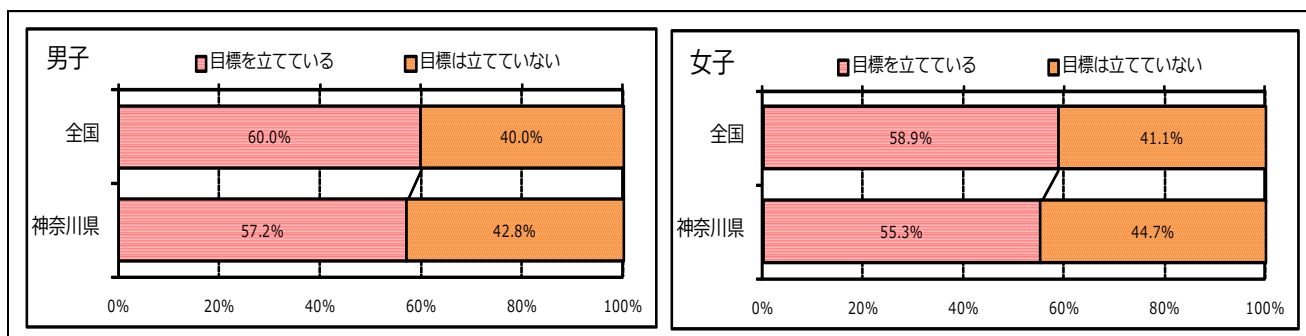 男子
目標を立てている 目標は立てていない
全国 60.0% 40.0%
神奈川県 57.2% 42.8%
0% 20% 40% 60% 80% 100%
女子
目標を立てている 目標は立てていない
全国 58.9% 41.1%
神奈川県 55.3% 44.7%
0% 20% 40% 60% 80% 100%